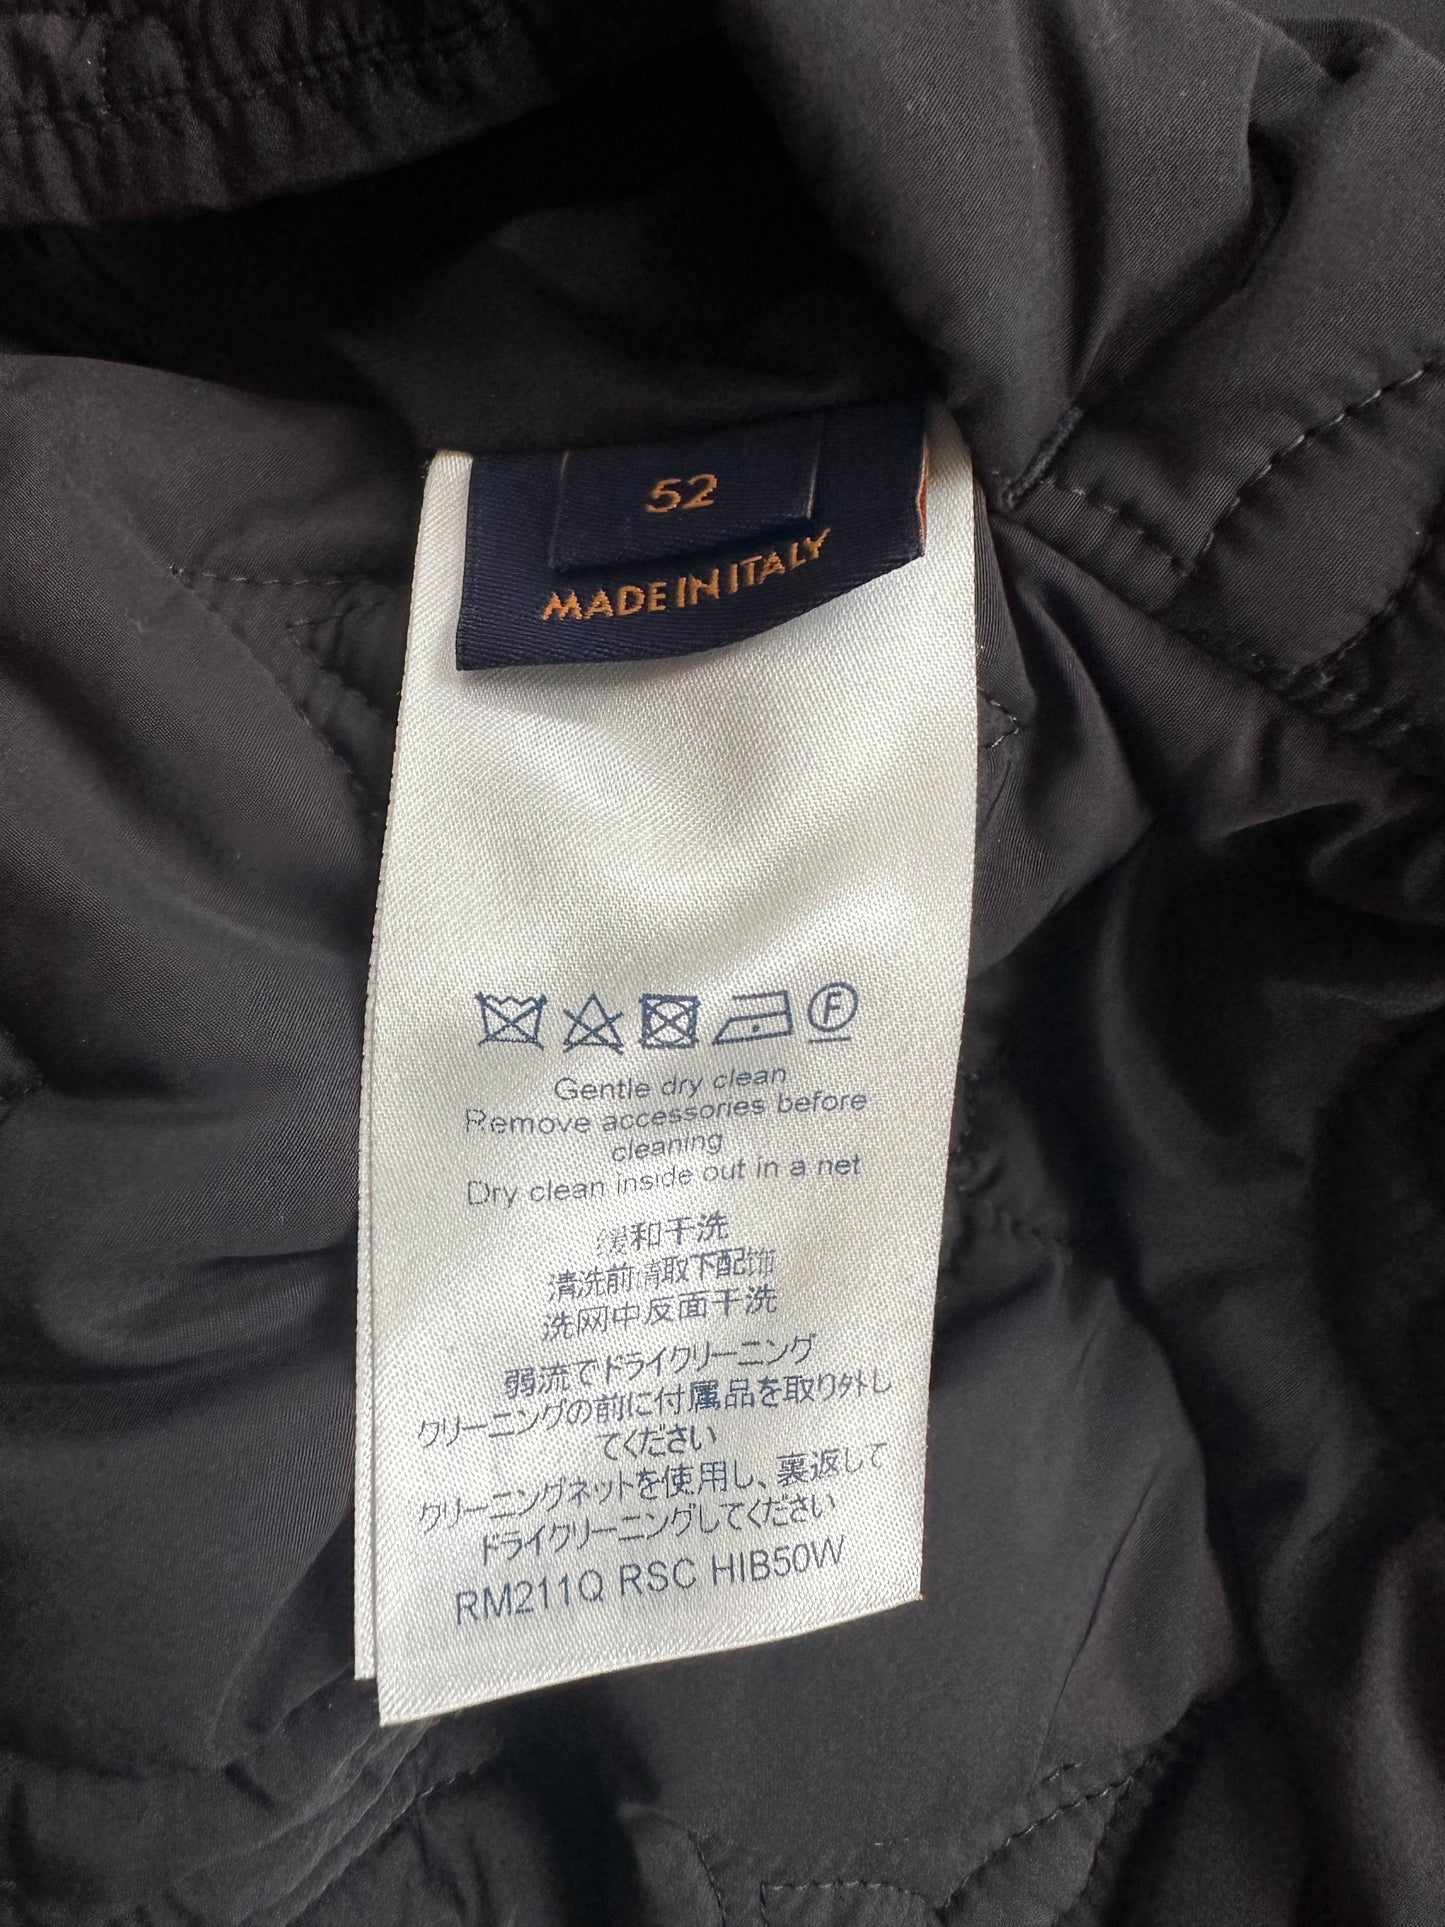 52
MADE IN ITALY
F
Gentle dry clean
Remove accessories before
cleaning
Dry clean inside out in a net
缓和干洗
清洗前清取下配饰
洗网中反面干洗
弱流でドライクリーニング
クリーニングの前に付属品を取り外し
てください
クリーニングネットを使用し、裏返して
ドライクリーニングしてください
RM211Q RSC HIB50W